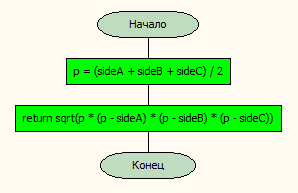 Начало
p = (sideA + sideB + sideC) / 2
return sqrt(p * (p - sideA) * (p - sideB) * (p - sideC))
Конец